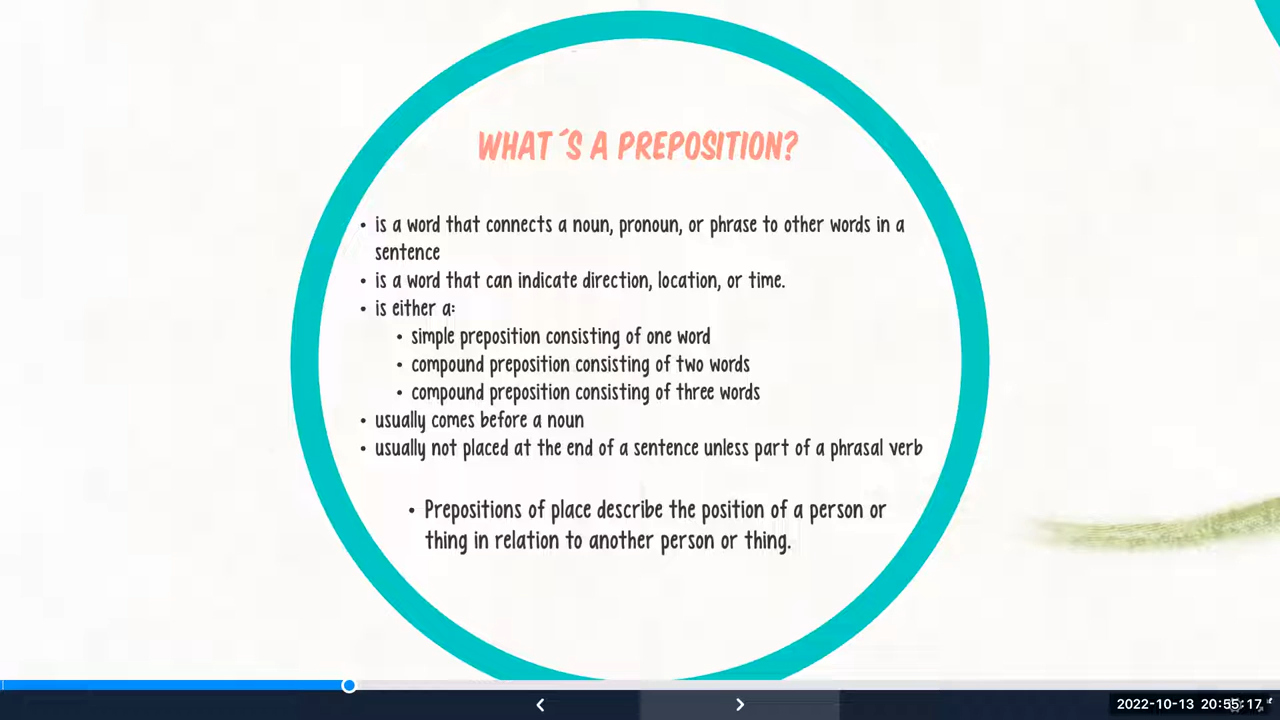 WHAT´S A PREPOSITION?
• is a word that connects a noun, pronoun, or phrase to other words in a
sentence
• is a word that can indicate direction, location, or time.
• is either a:
• simple preposition consisting of one word
• compound preposition consisting of two words
• compound preposition consisting of three words
• usually comes before a noun
• usually not placed at the end of a sentence unless part of a phrasal verb
• Prepositions of place describe the position of a person or
thing in relation to another person or thing.
2022-10-13 20:55:17